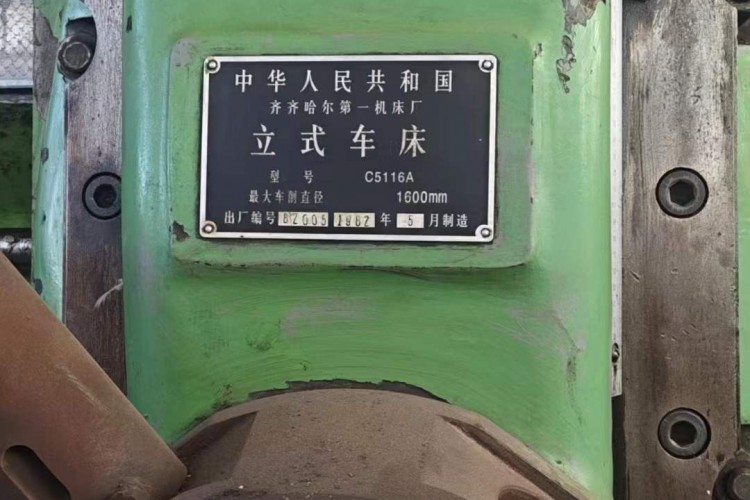 中华人民共和国
齐齐哈尔第一机床厂
立式车床
型号 C5116A
最大车削直径 1600mm
出厂编号 82005 1982 年 5 月制造